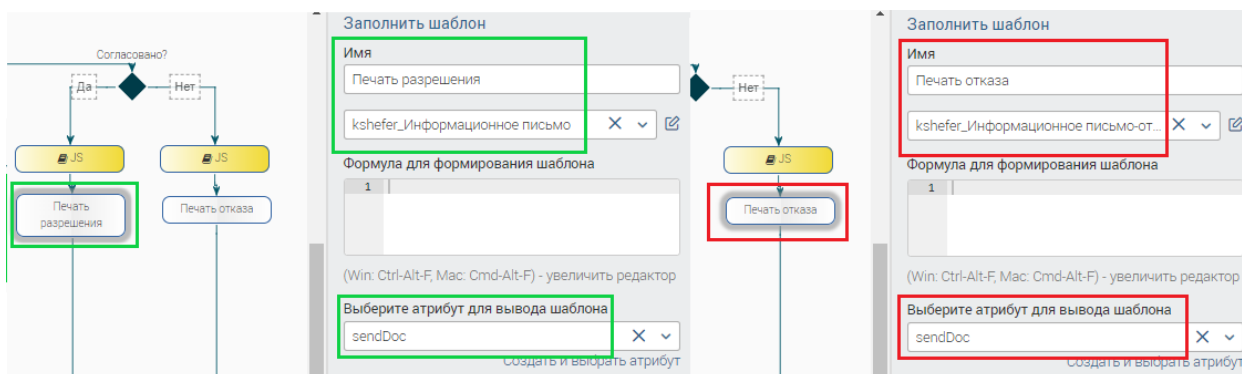 Согласовано?
Да
Нет
JS
JS
Печать
разрешения
Печать отказа
Заполнить шаблон
Имя
Печать разрешения
kshefer_Информационное письмо
Формула для формирования шаблона
1
(Win: Ctrl-Alt-F, Mac: Cmd-Alt-F) - увеличить редактор
Выберите атрибут для вывода шаблона
sendDoc
Создать и выбрать атрибут
Нет
JS
Печать отказа
Заполнить шаблон
Имя
Печать отказа
kshefer_Информационное письмо-от...
Формула для формирования шаблона
1
(Win: Ctrl-Alt-F, Mac: Cmd-Alt-F) - увеличить редактор
Выберите атрибут для вывода шаблона
sendDoc
Создать и выбрать атрибут